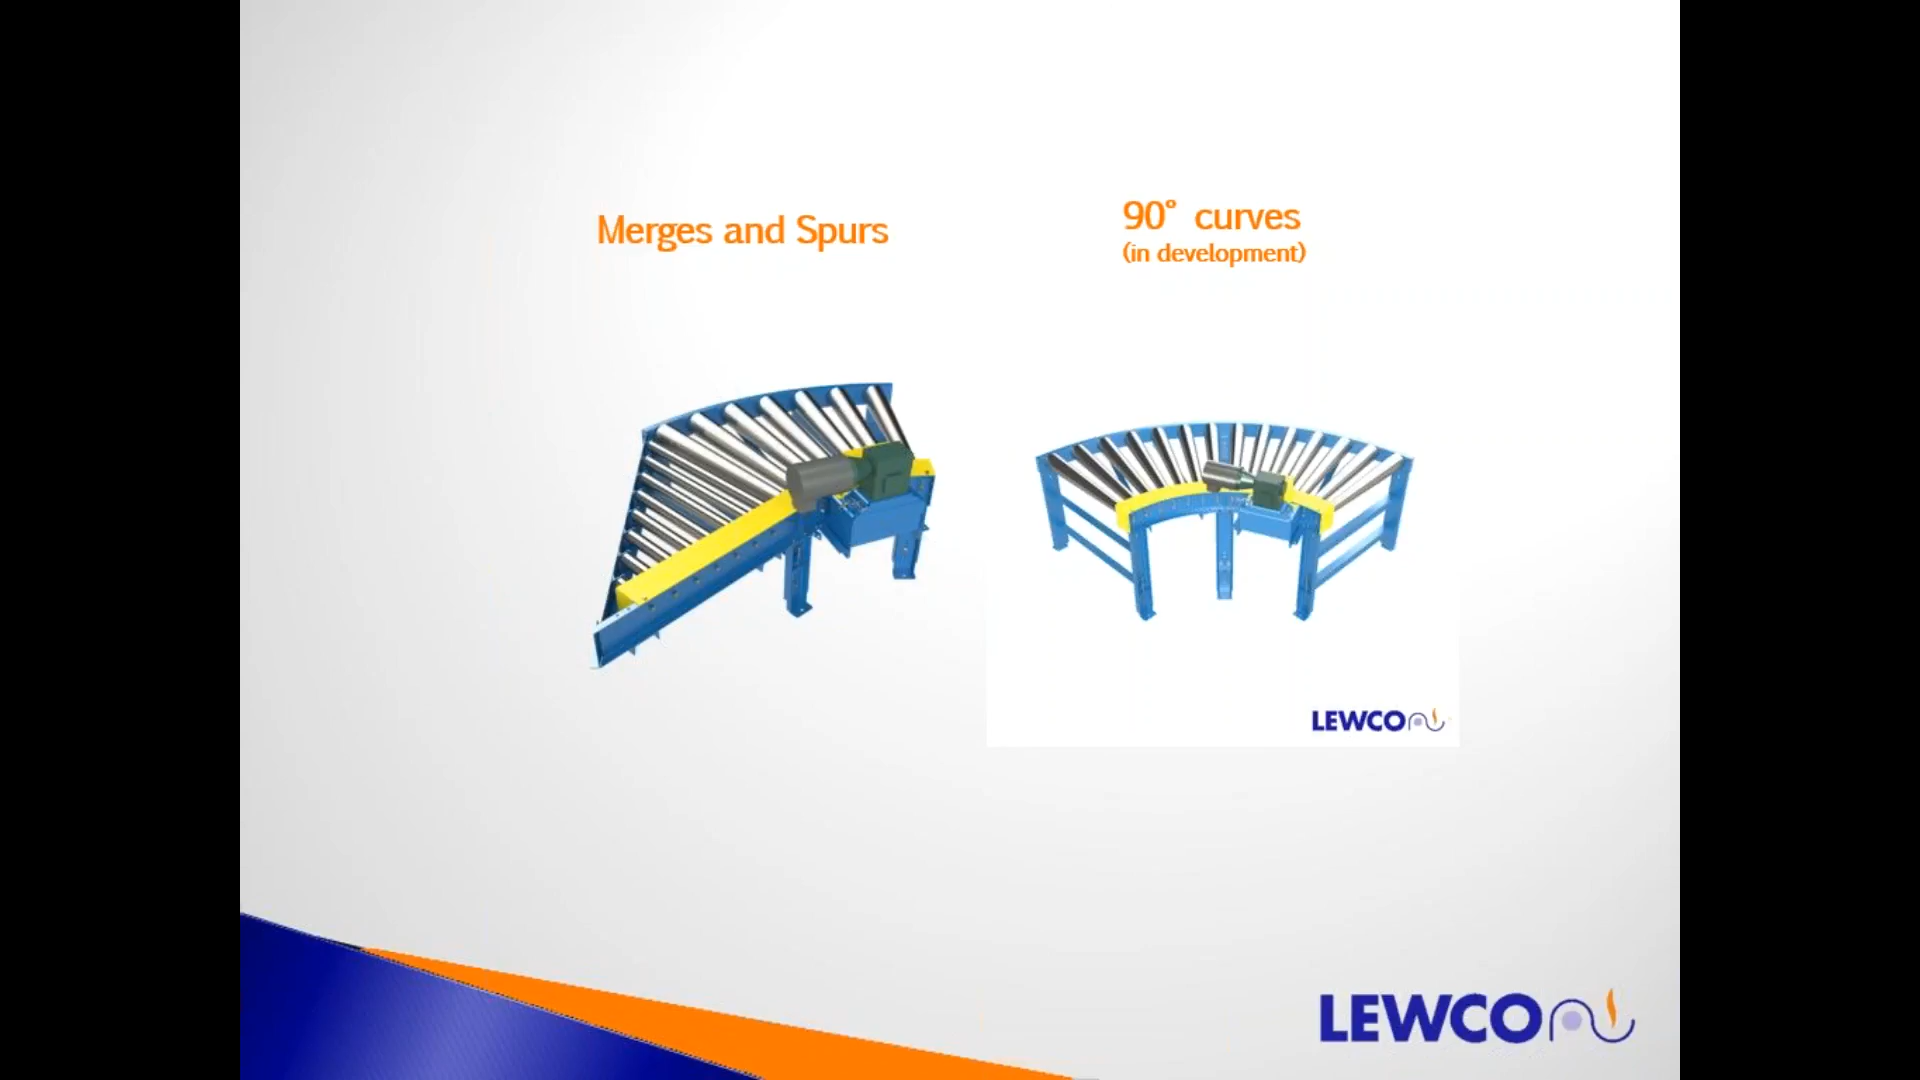 Merges and Spurs
90° curves
(in development)
LEWCO
LEWCO